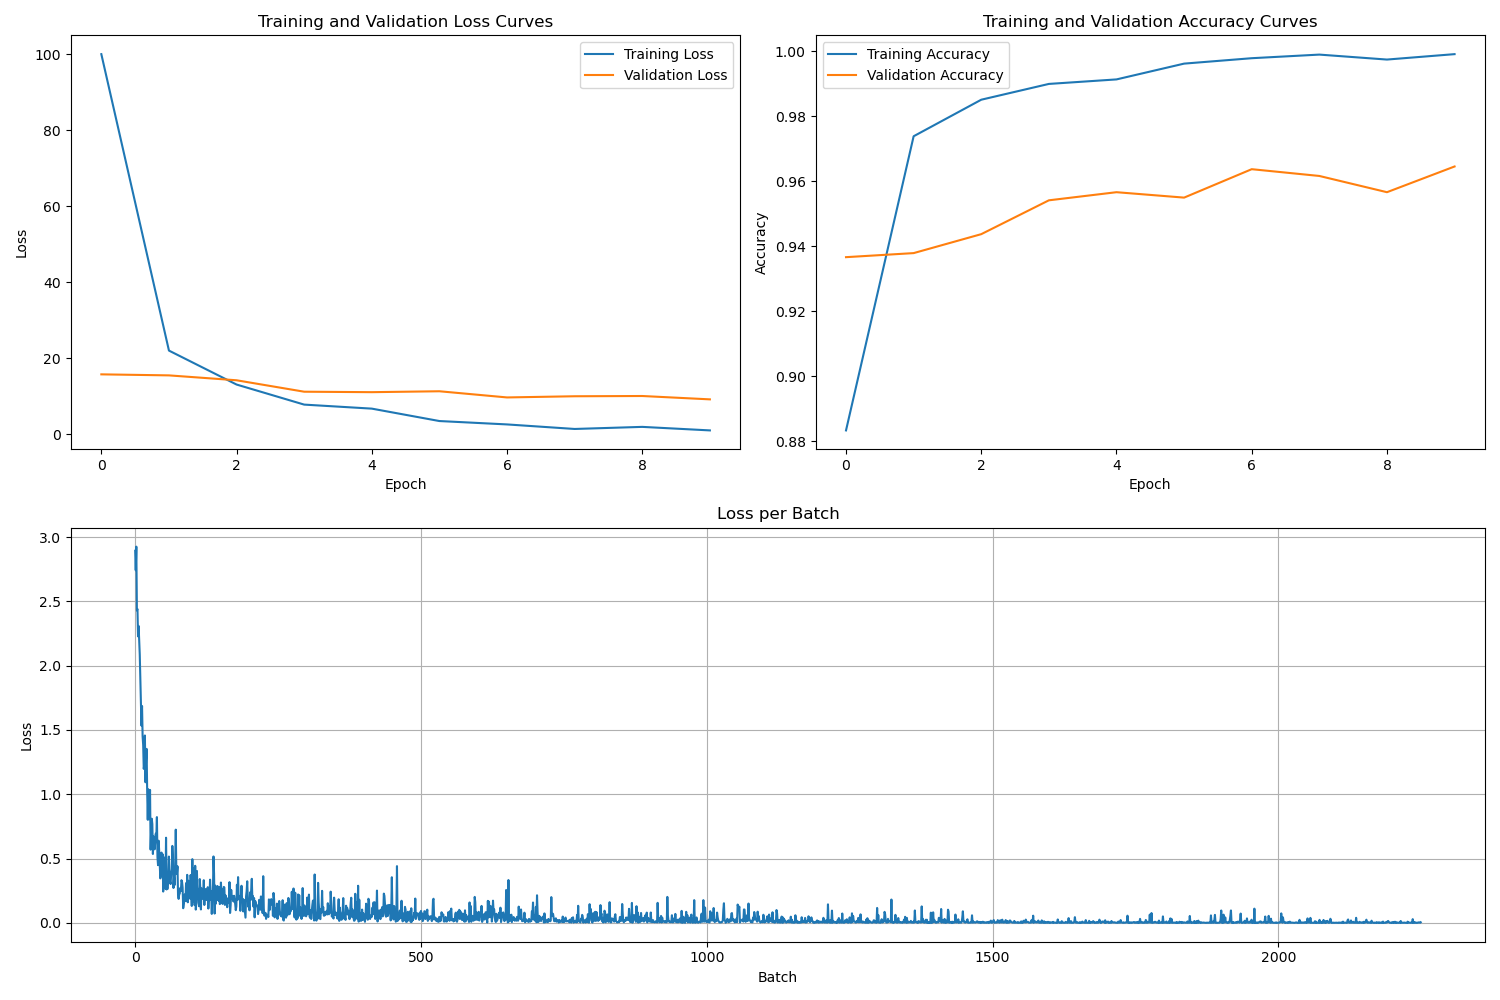 Training and Validation Loss Curves
Training Loss
Validation Loss
100
80
60
40
20
0
Loss
0 2 4 6 8
Epoch
Training and Validation Accuracy Curves
Training Accuracy
Validation Accuracy
1.00
0.98
0.96
0.94
0.92
0.90
0.88
Accuracy
0 2 4 6 8
Epoch
Loss per Batch
3.0
2.5
2.0
1.5
1.0
0.5
0.0
Loss
0 500 1000 1500 2000
Batch